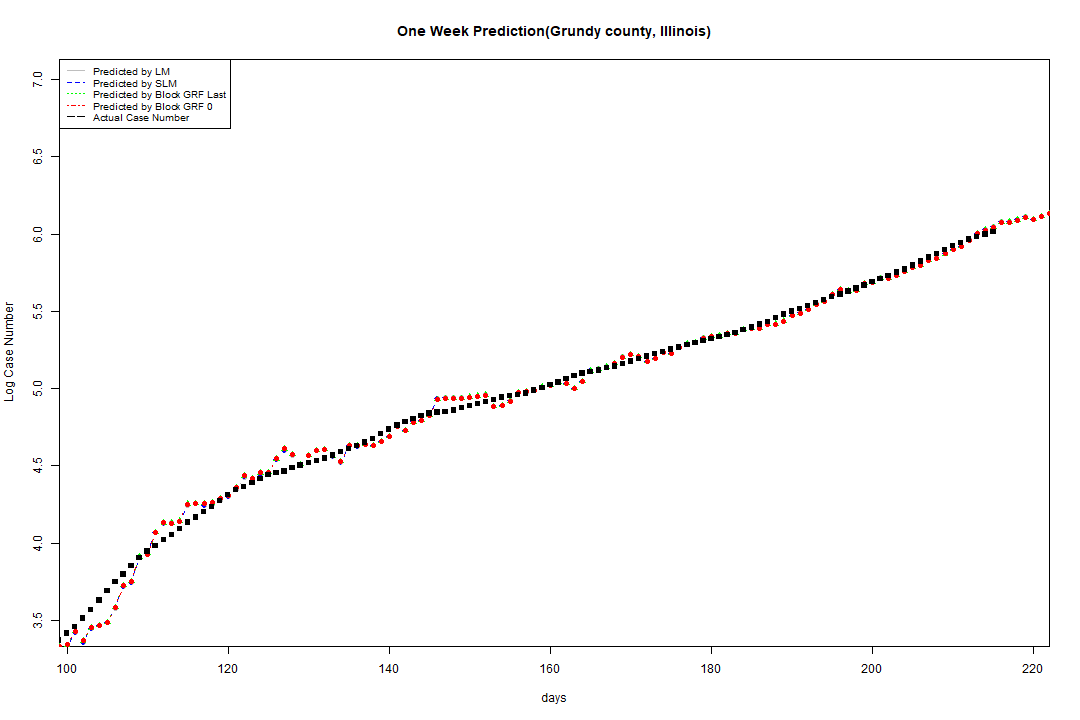 One Week Prediction(Grundy county, Illinois)
Predicted by LM
Predicted by SLM
Predicted by Block GRF Last
Predicted by Block GRF 0
Actual Case Number
7.0
6.5
6.0
5.5
5.0
4.5
4.0
3.5
Log Case Number
100 120 140 160 180 200 220
days